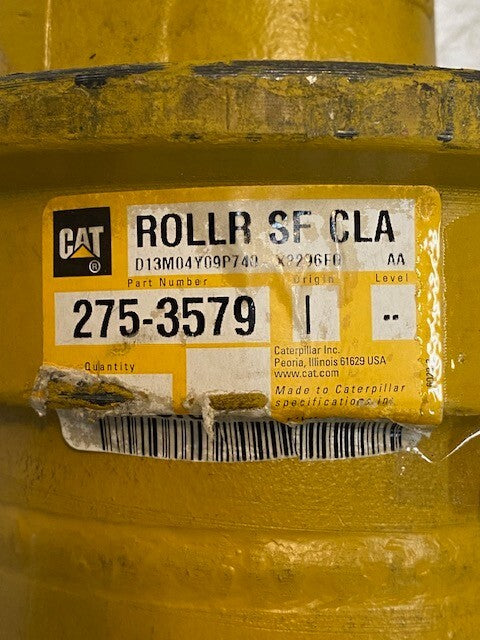 CAT®
ROLLR SF CLA
D13M04Y09P740 AA
Part Number Origin Level
275-3579 I --
Quantity
Caterpillar Inc.
Peoria, Illinois 61629 USA
www.cat.com
Made to Caterpillar
specifications in